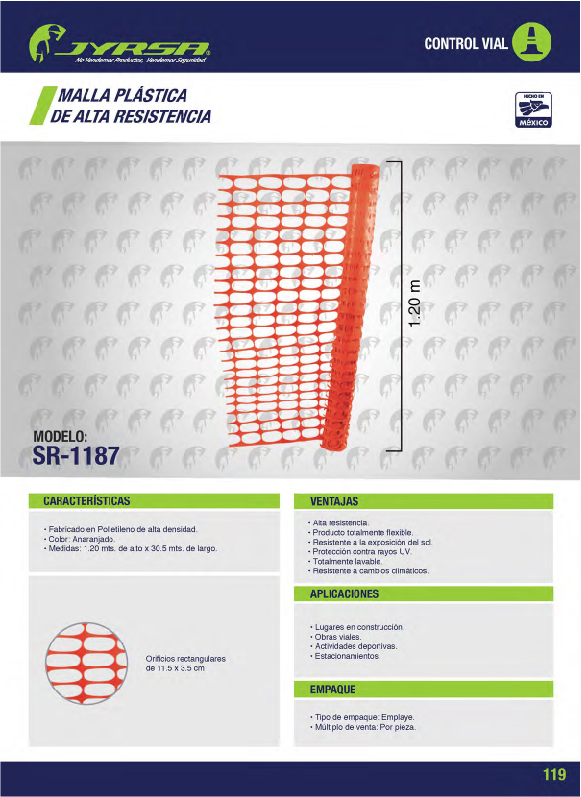 JYRSA®
No Vendemos Productos, Vendemos Seguridad
CONTROL VIAL
MALLA PLÁSTICA
DE ALTA RESISTENCIA
HECHO EN
MÉXICO
1.20 m
MODELO:
SR-1187
CARACTERÍSTICAS
• Fabricado en Polietileno de alta densidad.
• Color: Anaranjado.
• Medidas: 1.20 mts. de alto x 30.5 mts. de largo.
Orificios rectangulares
de 11.5 x cm
VENTAJAS
• Alta resistencia.
• Producto totalmente flexible.
• Resistente a la exposición del sol.
• Protección contra rayos U.V.
• Totalmente lavable.
• Resistente a cambios climáticos.
APLICACIONES
• Lugares en construcción
• Obras viales.
• Actividades deportivas.
• Estacionamientos
EMPAQUE
• Tipo de empaque: Emplaye.
• Múltiplo de venta: Por pieza.
119